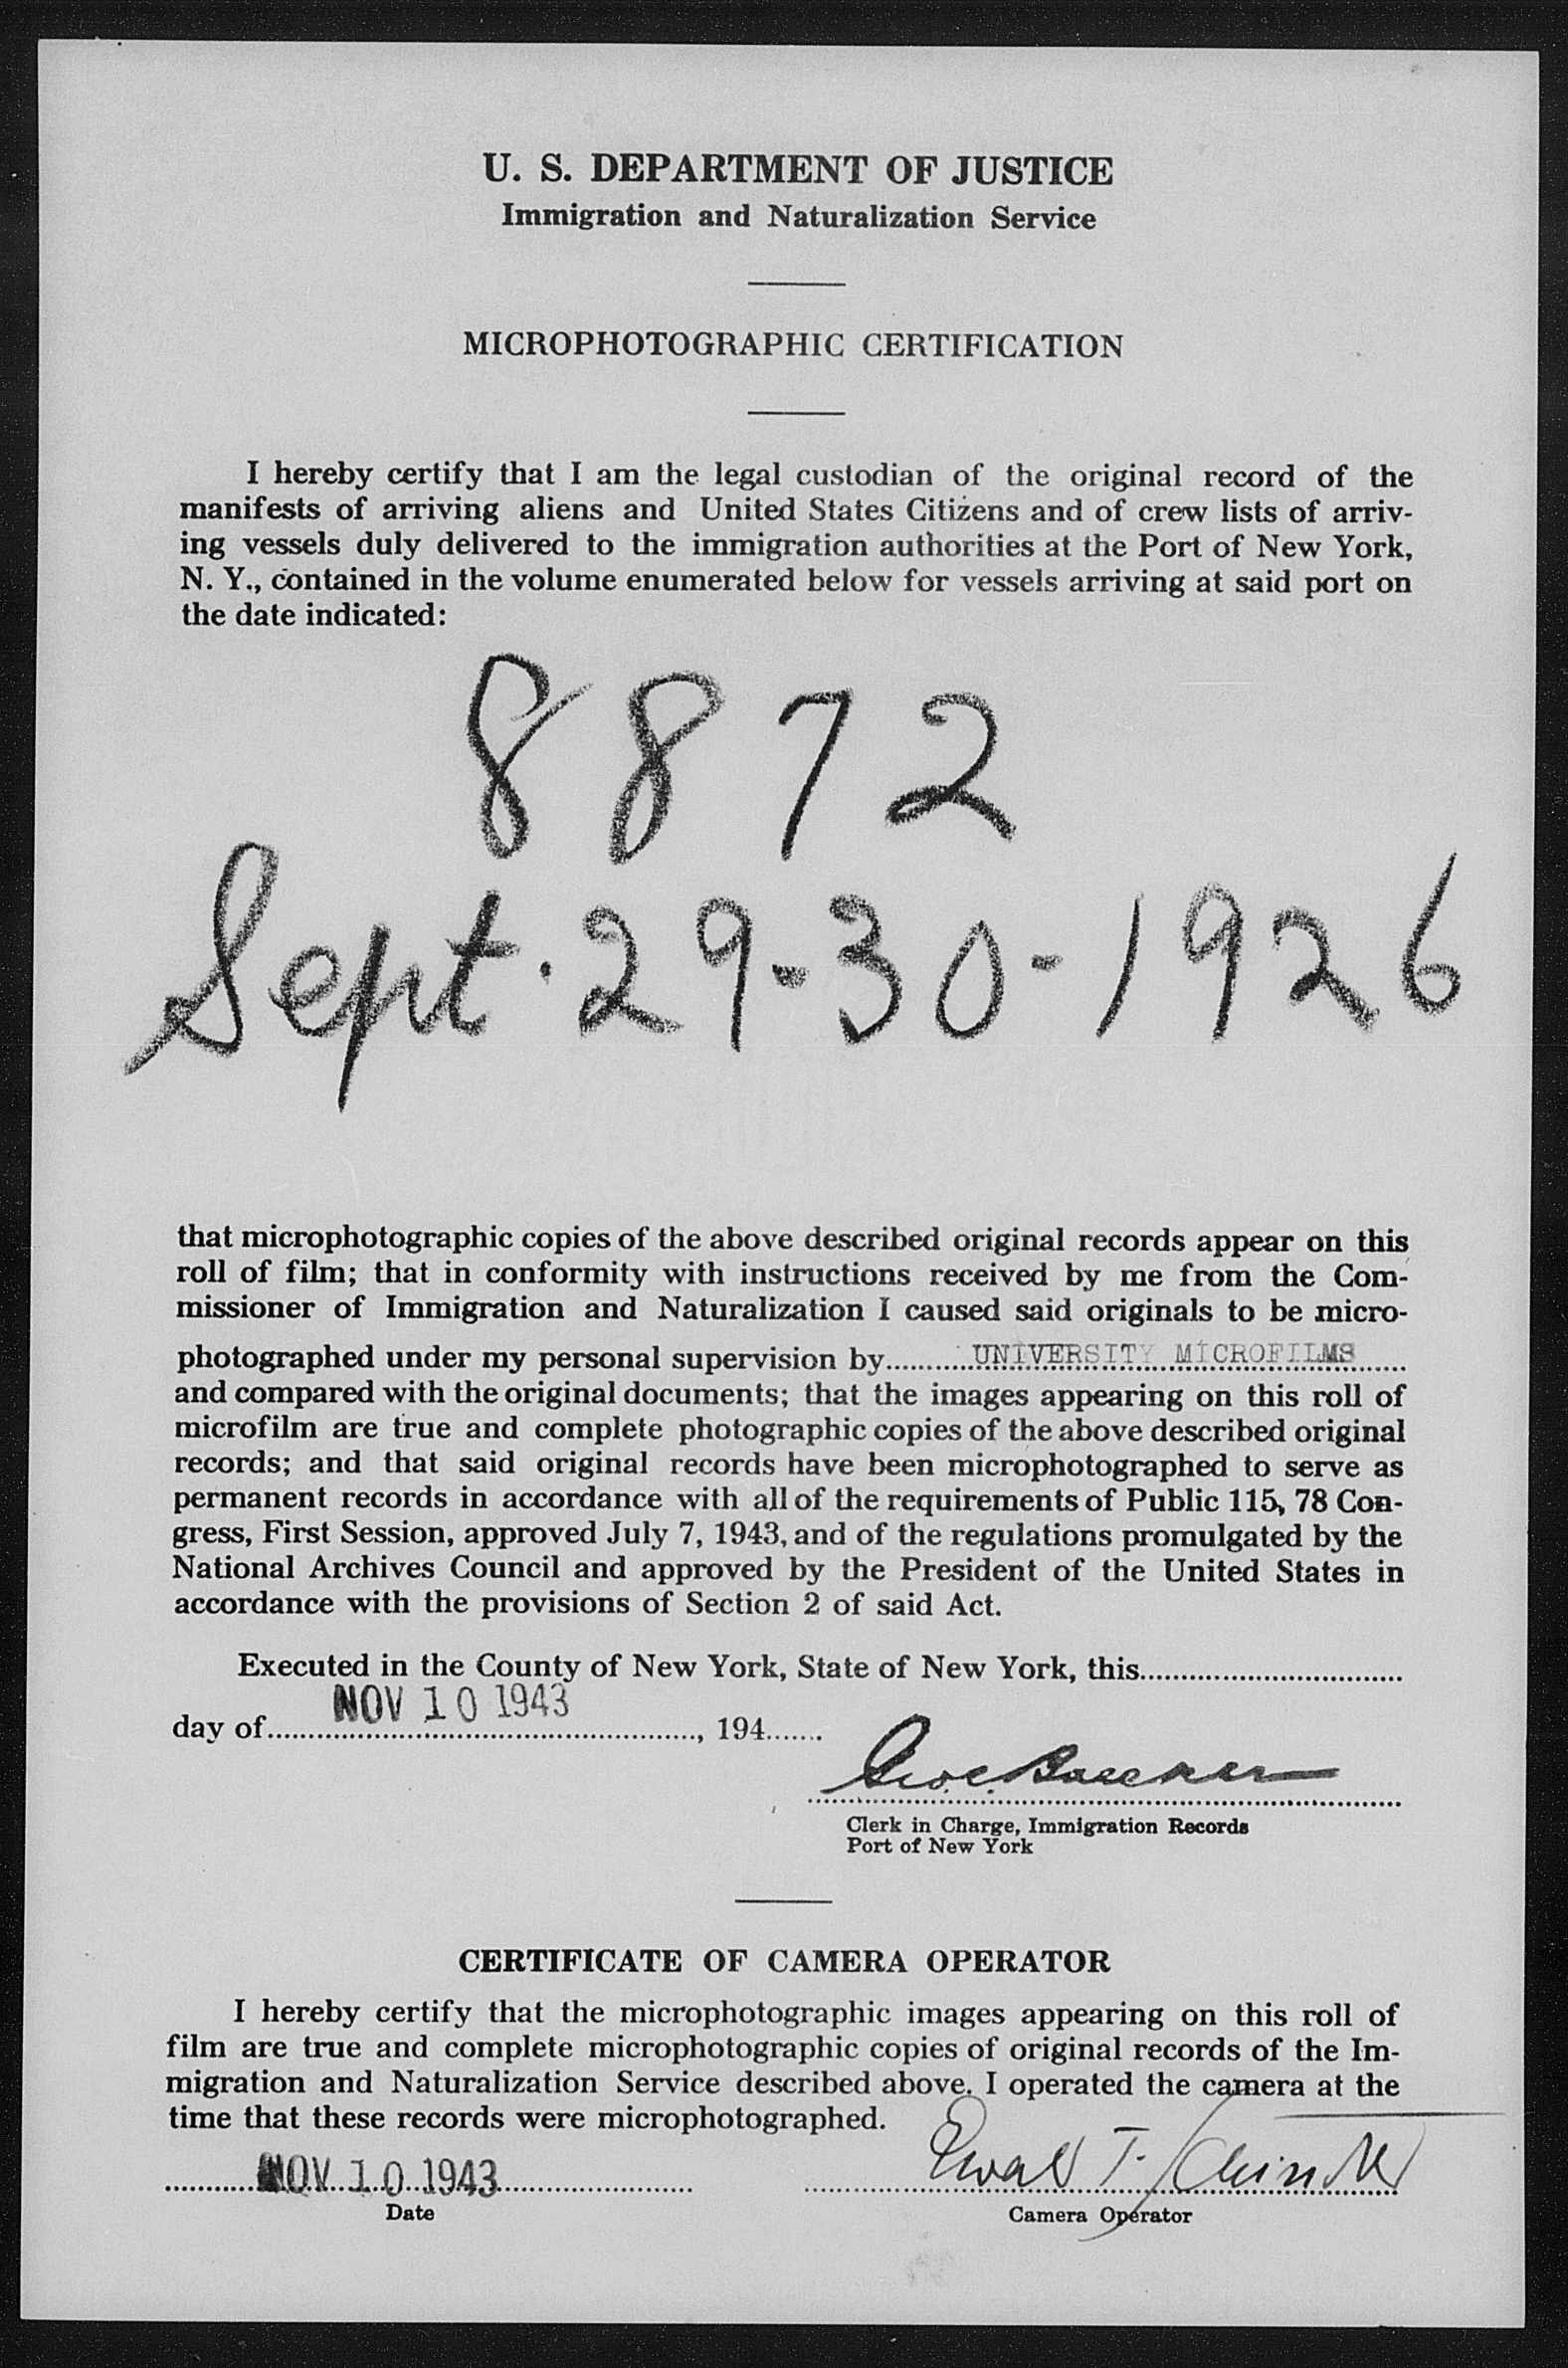 U. S. DEPARTMENT OF JUSTICE
Immigration and Naturalization Service
MICROPHOTOGRAPHIC CERTIFICATION
I hereby certify that I am the legal custodian of the original record of the
manifests of arriving aliens and United States Citizens and of crew lists of arriv-
ing vessels duly delivered to the immigration authorities at the Port of New York,
N. Y., contained in the volume enumerated below for vessels arriving at said port on
the date indicated:
8872
Sept. 29-30-1926
that microphotographic copies of the above described original records appear on this
roll of film; that in conformity with instructions received by me from the Com-
missioner of Immigration and Naturalization I caused said originals to be micro-
photographed under my personal supervision by UNIVERSITY MICROFILMS
and compared with the original documents; that the images appearing on this roll of
microfilm are true and complete photographic copies of the above described original
records; and that said original records have been microphotographed to serve as
permanent records in accordance with all of the requirements of Public 115, 78 Con-
gress, First Session, approved July 7, 1943, and of the regulations promulgated by the
National Archives Council and approved by the President of the United States in
accordance with the provisions of Section 2 of said Act.
Executed in the County of New York, State of New York, this
day of NOV 10 1943, 194
Clerk in Charge, Immigration Records
Port of New York
CERTIFICATE OF CAMERA OPERATOR
I hereby certify that the microphotographic images appearing on this roll of
film are true and complete microphotographic copies of original records of the Im-
migration and Naturalization Service described above. I operated the camera at the
time that these records were microphotographed.
NOV 10 1943 Ewald T.
Date Camera Operator